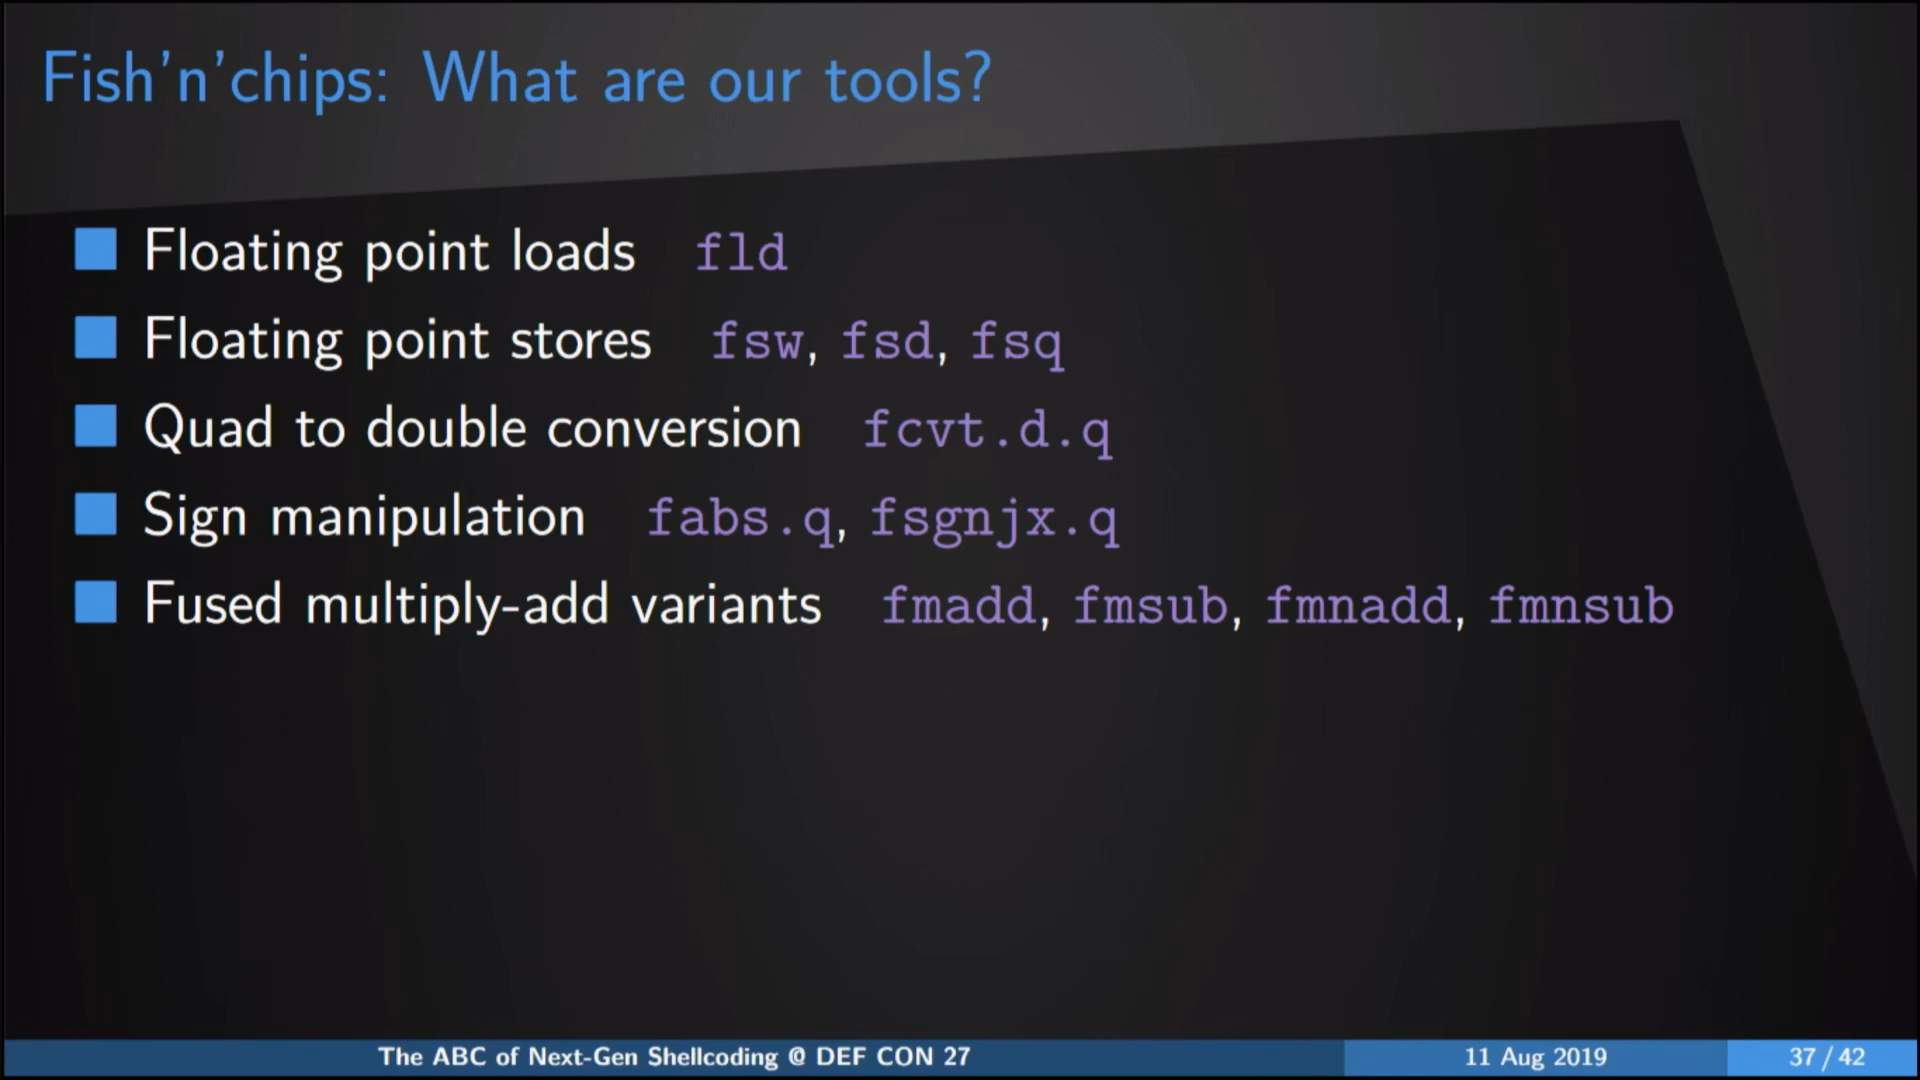 Fish’n’chips: What are our tools?
Floating point loads fld
Floating point stores fsw, fsd, fsq
Quad to double conversion fcvt.d.q
Sign manipulation fabs.q, fsgnjx.q
Fused multiply-add variants fmadd, fmsub, fmnadd, fmnsub
The ABC of Next-Gen Shellcoding @ DEF CON 27 11 Aug 2019 37 / 42